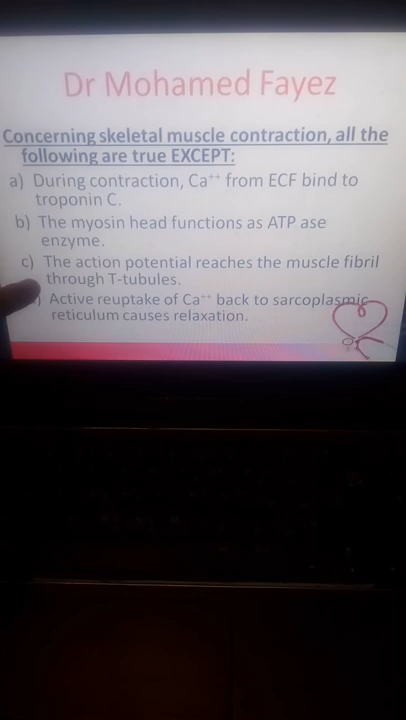 Dr Mohamed Fayez
Concerning skeletal muscle contraction, all the
following are true EXCEPT:
a) During contraction, Ca⁺⁺ from ECF bind to
troponin C.
b) The myosin head functions as ATP ase
enzyme.
c) The action potential reaches the muscle fibril
through T-tubules.
) Active reuptake of Ca⁺⁺ back to sarcoplasmic
reticulum causes relaxation.